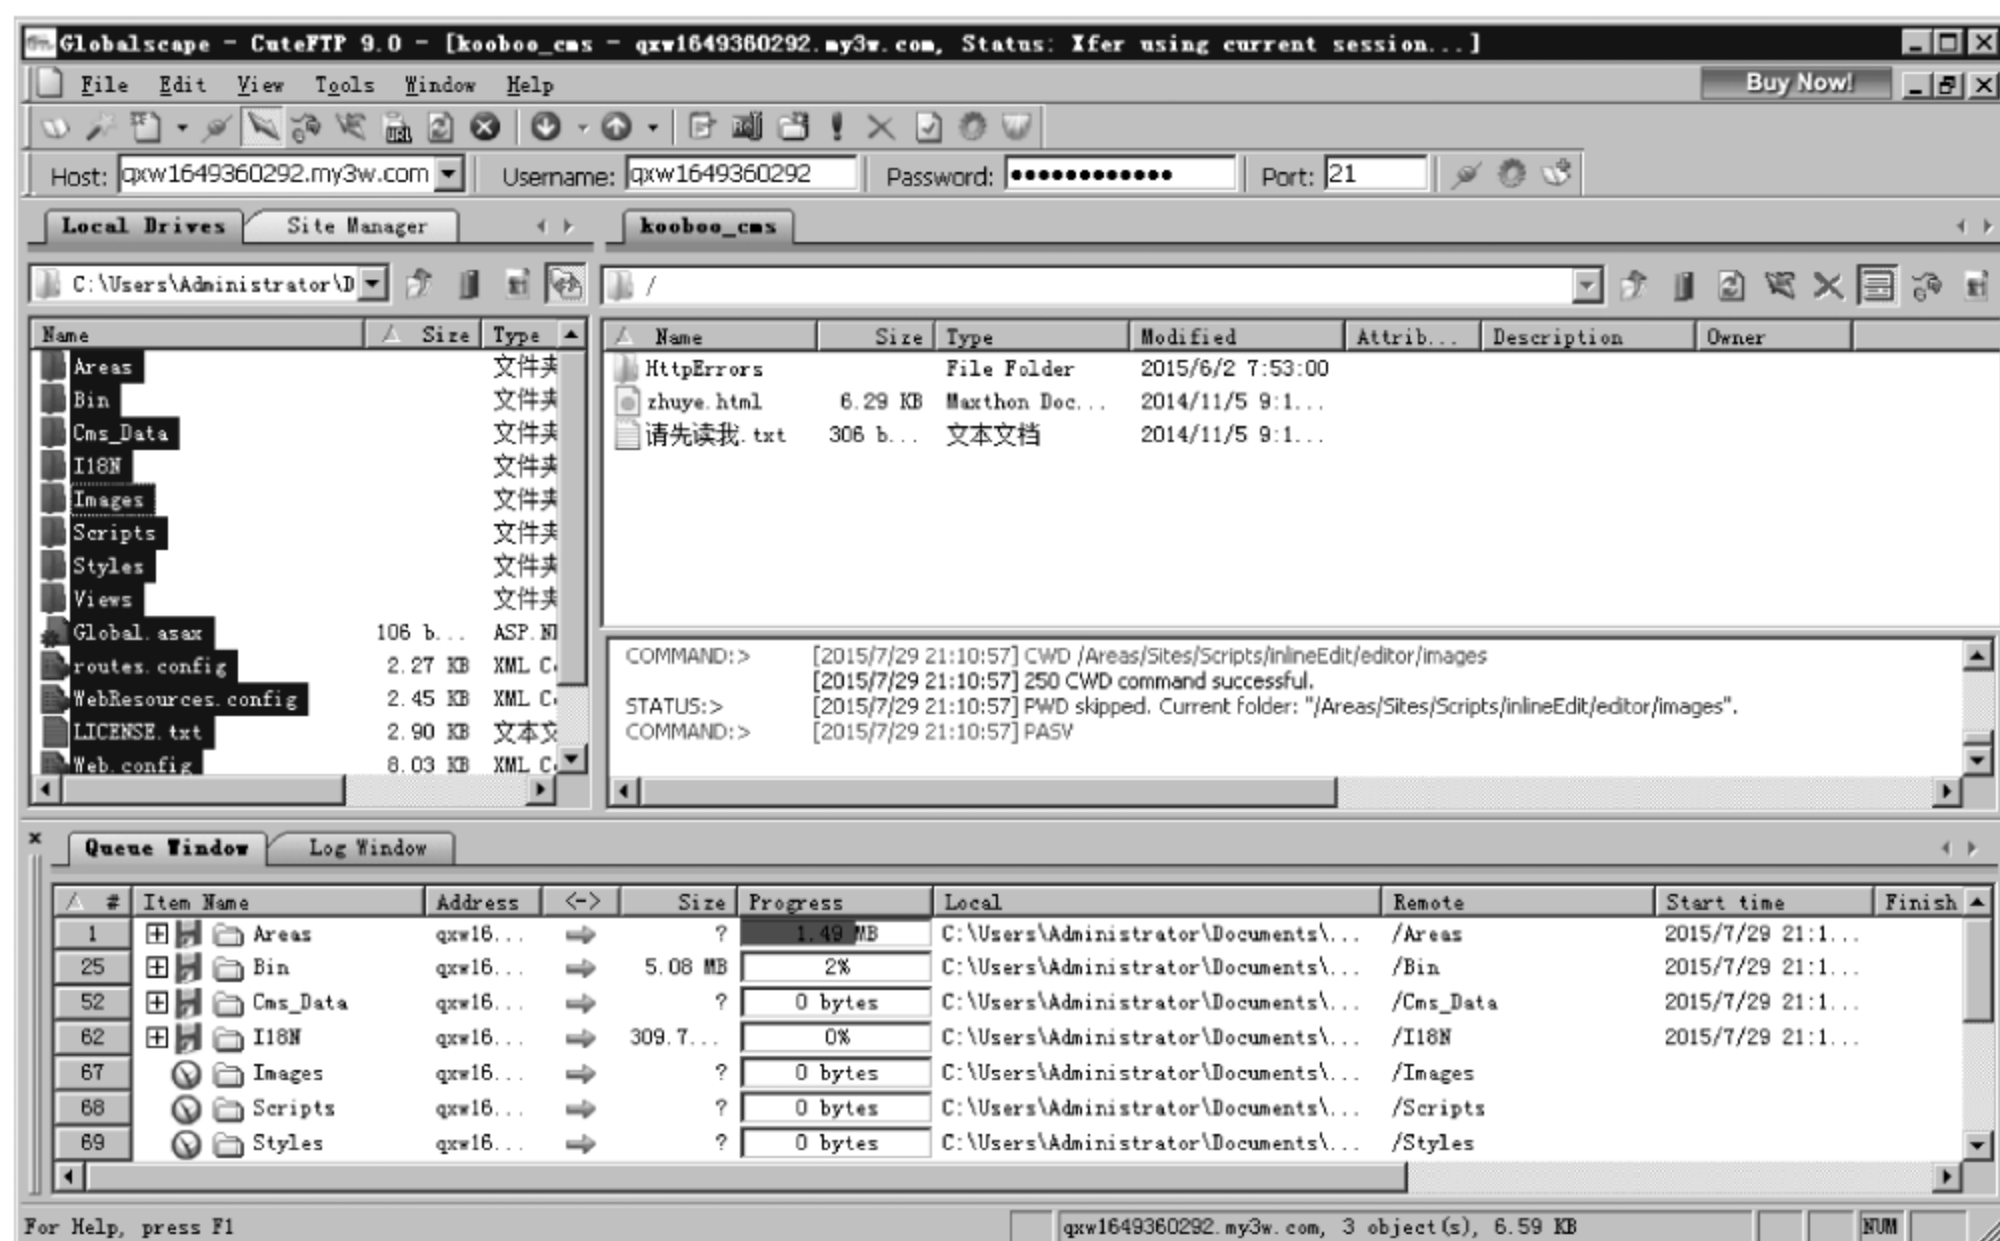 Globalscape - CuteFTP 9.0 - [kooboo_cms - qxw1649360292.my3w.com, Status: Xfer using current session...]
File Edit View Tools Window Help Buy Now!
URL
Host: qxw1649360292.my3w.com Username: qxw1649360292 Password: •••••••••••• Port: 21
Local Drives Site Manager kooboo_cms
C:\Users\Administrator\D /
Name Size Type Name Size Type Modified Attrib... Description Owner
Areas 文件夹 HttpErrors File Folder 2015/6/2 7:53:00
Bin 文件夹 zhuye.html 6.29 KB Maxthon Doc... 2014/11/5 9:1...
Cms_Data 文件夹 请先读我.txt 306 b... 文本文档 2014/11/5 9:1...
I18N 文件夹
Images 文件夹
Scripts 文件夹
Styles 文件夹
Views 文件夹
Global.asax 106 b...
routes.config 2.27 KB XML C
WebResources.config 2.45 KB XML C
LICENSE.txt 2.90 KB 文本文
Web.config 8.03 KB XML C
COMMAND:> [2015/7/29 21:10:57] CWD /Areas/Sites/Scripts/inlineEdit/editor/images
[2015/7/29 21:10:57] 250 CWD command successful.
STATUS:> [2015/7/29 21:10:57] PWD skipped. Current folder: "/Areas/Sites/Scripts/inlineEdit/editor/images".
COMMAND:> [2015/7/29 21:10:57] PASV
Queue Window Log Window
# Item Name Address <-> Size Progress Local Remote Start time Finish
1 Areas qxw16... ? 1.49 MB C:\Users\Administrator\Documents\... /Areas 2015/7/29 21:1...
25 Bin qxw16... 5.08 MB 2% C:\Users\Administrator\Documents\... /Bin 2015/7/29 21:1...
52 Cms_Data qxw16... ? 0 bytes C:\Users\Administrator\Documents\... /Cms_Data 2015/7/29 21:1...
62 I18N qxw16... 309.7... 0% C:\Users\Administrator\Documents\... /I18N 2015/7/29 21:1...
67 Images qxw16... ? 0 bytes C:\Users\Administrator\Documents\... /Images
68 Scripts qxw16... ? 0 bytes C:\Users\Administrator\Documents\... /Scripts
69 Styles qxw16... ? 0 bytes C:\Users\Administrator\Documents\... /Styles
For Help, press F1 qxw1649360292.my3w.com, 3 object(s), 6.59 KB NUM